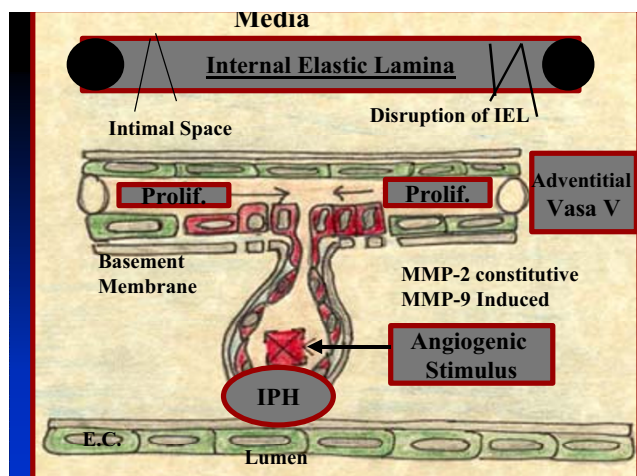 Media
Internal Elastic Lamina
Intimal Space
Disruption of IEL
Prolif.
Prolif.
Adventitial
Vasa V
Basement
Membrane
MMP-2 constitutive
MMP-9 Induced
Angiogenic
Stimulus
IPH
E.C.
Lumen